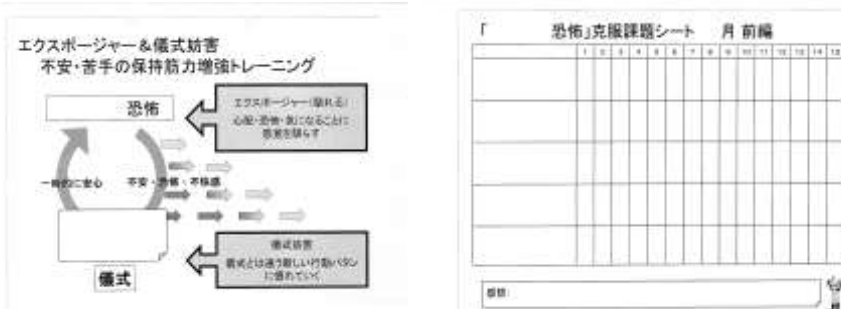 エクスポージャー＆儀式妨害
不安・苦手の保持筋力増強トレーニング
恐怖
エクスポージャー(晒れる)
心配・恐怖・気になることに
感覚を晒らす
一時的に安心
不安・恐怖・不快感
儀式妨害
儀式とは違う新しい行動パタン
に慣れていく
儀式
「 恐怖」克服課題シート 月 前編
1 2 3 4 5 6 7 8 9 10 11 12 13 14 15
感想: